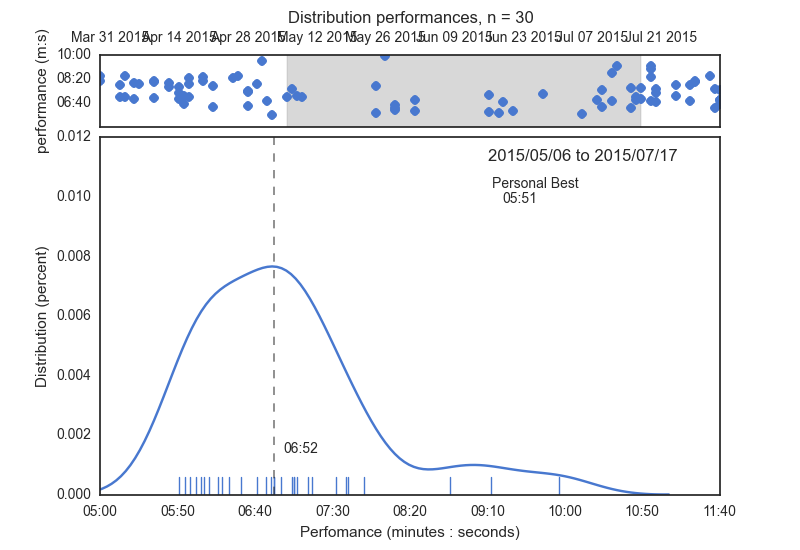 Distribution performances, n = 30
Mar 31 2015 Apr 14 2015 Apr 28 2015 May 12 2015 May 26 2015 Jun 09 2015 Jun 23 2015 Jul 07 2015 Jul 21 2015
10:00
08:20
06:40
performance (m:s)
0.012
2015/05/06 to 2015/07/17
Personal Best
05:51
0.010
0.008
0.006
0.004
0.002
0.000
Distribution (percent)
06:52
05:00 05:50 06:40 07:30 08:20 09:10 10:00 10:50 11:40
Perfomance (minutes : seconds)